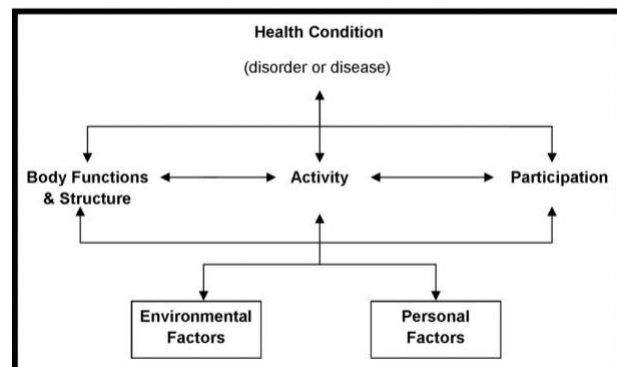 Health Condition
(disorder or disease)
Body Functions
& Structure
Activity
Participation
Environmental
Factors
Personal
Factors